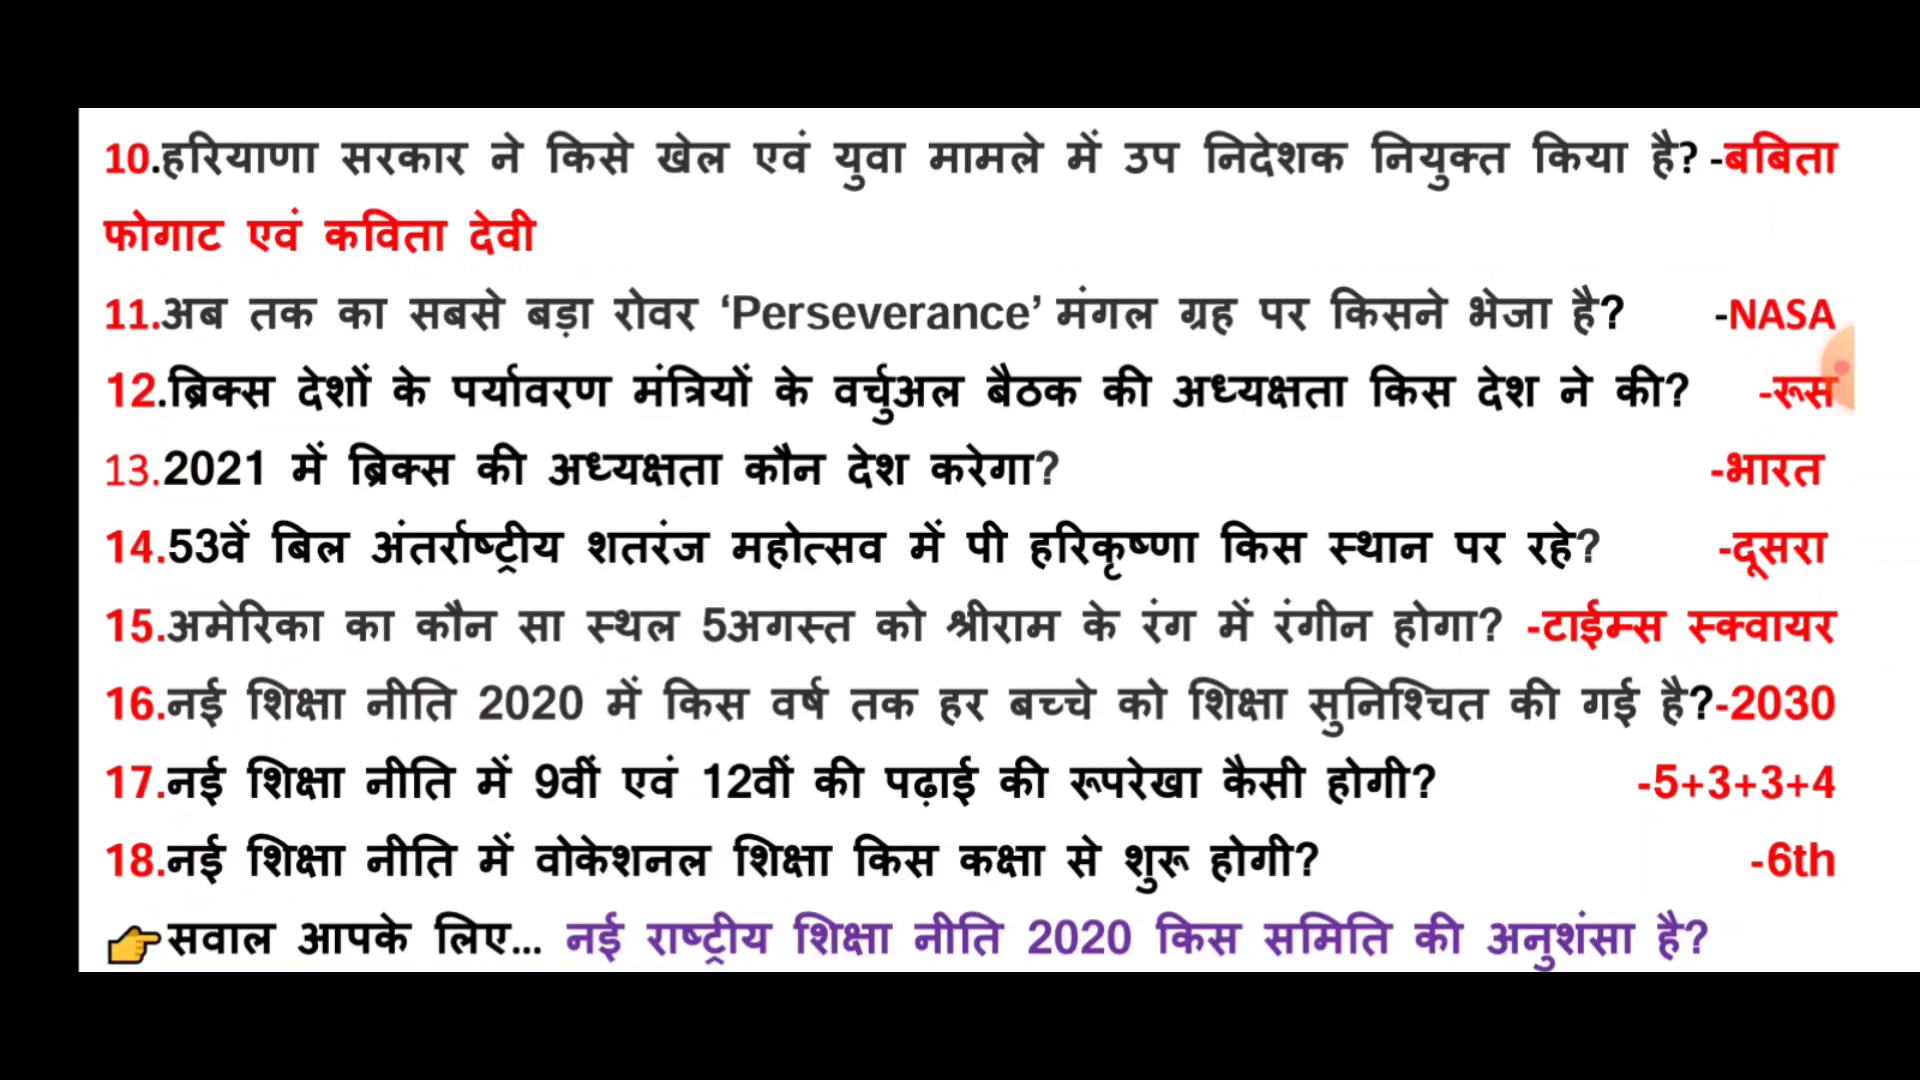 10.हरियाणा सरकार ने किसे खेल एवं युवा मामले में उप निदेशक नियुक्त किया है? -बबिता
फोगाट एवं कविता देवी
11.अब तक का सबसे बड़ा रोवर ‘Perseverance’ मंगल ग्रह पर किसने भेजा है? -NASA
12.ब्रिक्स देशों के पर्यावरण मंत्रियों के वर्चुअल बैठक की अध्यक्षता किस देश ने की? -रूस
13.2021 में ब्रिक्स की अध्यक्षता कौन देश करेगा? -भारत
14.53वें बिल अंतर्राष्ट्रीय शतरंज महोत्सव में पी हरिकृष्णा किस स्थान पर रहे? -दूसरा
15.अमेरिका का कौन सा स्थल 5अगस्त को श्रीराम के रंग में रंगीन होगा? -टाईम्स स्क्वायर
16.नई शिक्षा नीति 2020 में किस वर्ष तक हर बच्चे को शिक्षा सुनिश्चित की गई है?-2030
17.नई शिक्षा नीति में 9वीं एवं 12वीं की पढ़ाई की रूपरेखा कैसी होगी? -5+3+3+4
18.नई शिक्षा नीति में वोकेशनल शिक्षा किस कक्षा से शुरू होगी? -6th
👉सवाल आपके लिए... नई राष्ट्रीय शिक्षा नीति 2020 किस समिति की अनुशंसा है?